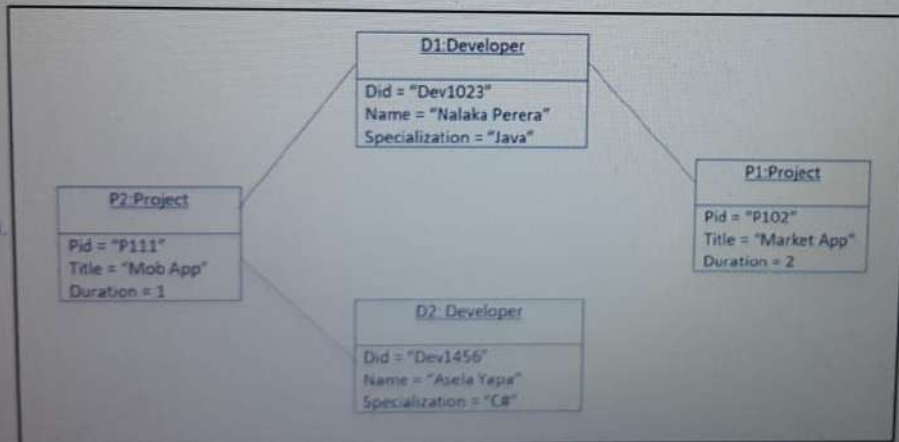 D1:Developer
Did = "Dev1023"
Name = "Nalaka Perera"
Specialization = "Java"
P1:Project
Pid = "P102"
Title = "Market App"
Duration = 2
P2:Project
Pid = "P111"
Title = "Mob App"
Duration = 1
D2: Developer
Did = "Dev1456"
Name = "Asela Yapa"
Specialization = "C#"